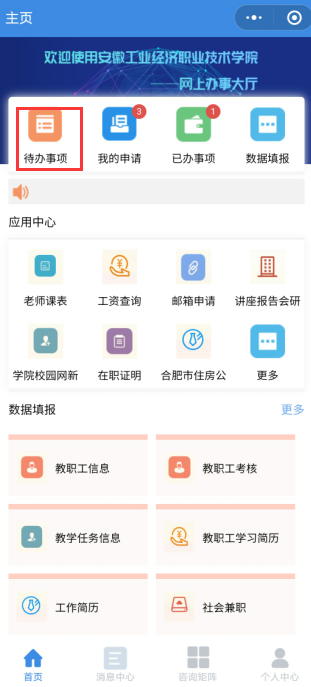 主页
欢迎使用安徽工业经济职业技术学院
——网上办事大厅
3
1
待办事项 我的申请 已办事项 数据填报
应用中心
老师课表 工资查询 邮箱申请 讲座报告会研
学院校园网新 在职证明 合肥市住房公 更多
数据填报 更多
教职工信息 教职工考核
教学任务信息 教职工学习简历
工作简历 社会兼职
首页 消息中心 咨询矩阵 个人中心